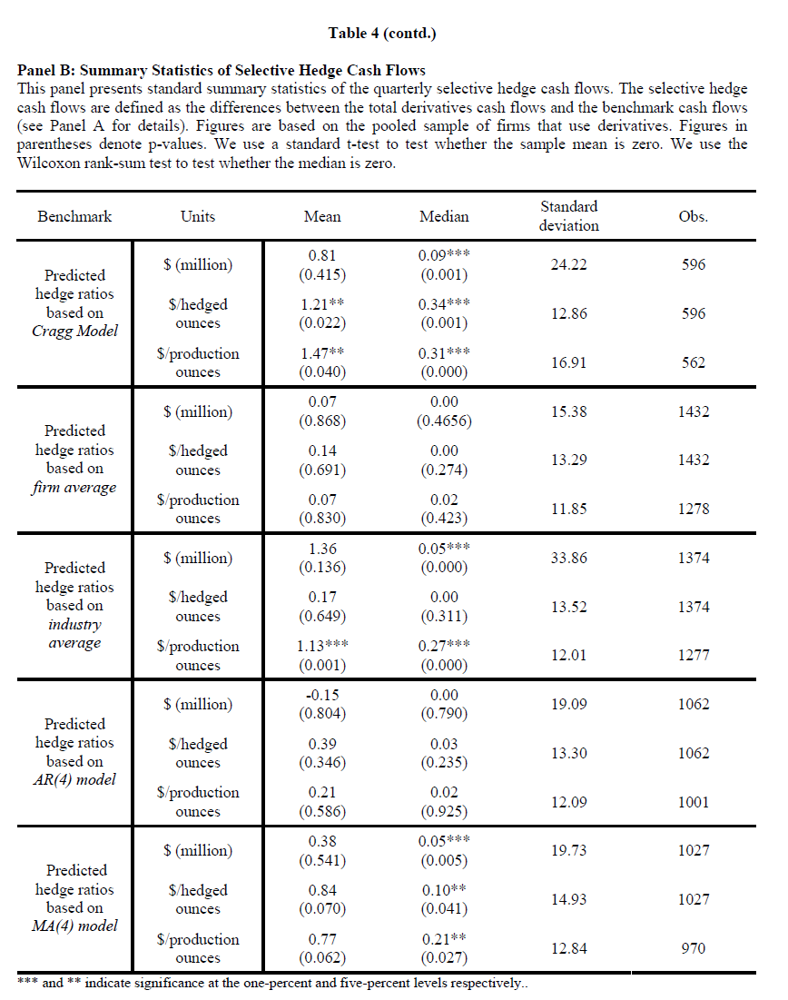 Table 4 (contd.)
Panel B: Summary Statistics of Selective Hedge Cash Flows
This panel presents standard summary statistics of the quarterly selective hedge cash flows. The selective hedge
cash flows are defined as the differences between the total derivatives cash flows and the benchmark cash flows
(see Panel A for details). Figures are based on the pooled sample of firms that use derivatives. Figures in
parentheses denote p-values. We use a standard t-test to test whether the sample mean is zero. We use the
Wilcoxon rank-sum test to test whether the median is zero.
Benchmark Units Mean Median Standard deviation Obs.
Predicted
hedge ratios
based on
Cragg Model
$ (million) 0.81 0.09*** 24.22 596
(0.415) (0.001)
$/hedged ounces 1.21** 0.34*** 12.86 596
(0.022) (0.001)
$/production ounces 1.47** 0.31*** 16.91 562
(0.040) (0.000)
Predicted
hedge ratios
based on
firm average
$ (million) 0.07 0.00 15.38 1432
(0.868) (0.4656)
$/hedged ounces 0.14 0.00 13.29 1432
(0.691) (0.274)
$/production ounces 0.07 0.02 11.85 1278
(0.830) (0.423)
Predicted
hedge ratios
based on
industry
average
$ (million) 1.36 0.05*** 33.86 1374
(0.136) (0.000)
$/hedged ounces 0.17 0.00 13.52 1374
(0.649) (0.311)
$/production ounces 1.13*** 0.27*** 12.01 1277
(0.001) (0.000)
Predicted
hedge ratios
based on
AR(4) model
$ (million) -0.15 0.00 19.09 1062
(0.804) (0.790)
$/hedged ounces 0.39 0.03 13.30 1062
(0.346) (0.235)
$/production ounces 0.21 0.02 12.09 1001
(0.586) (0.925)
Predicted
hedge ratios
based on
MA(4) model
$ (million) 0.38 0.05*** 19.73 1027
(0.541) (0.005)
$/hedged ounces 0.84 0.10** 14.93 1027
(0.070) (0.041)
$/production ounces 0.77 0.21** 12.84 970
(0.062) (0.027)
*** and ** indicate significance at the one-percent and five-percent levels respectively..